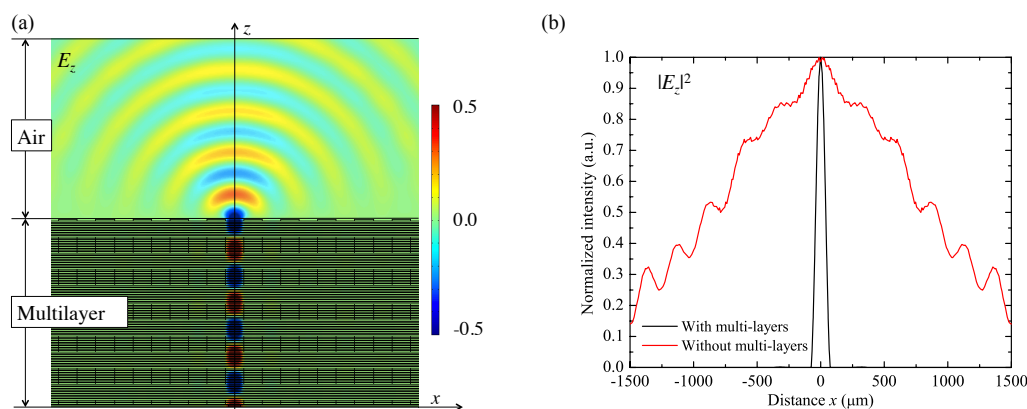 (a)
z
E_z
Air
Multilayer
x
0.5
0.0
-0.5
(b)
|E_z|²
Normalized intensity (a.u.)
1.0
0.9
0.8
0.7
0.6
0.5
0.4
0.3
0.2
0.1
0.0
With multi-layers
Without multi-layers
-1500 -1000 -500 0 500 1000 1500
Distance x (μm)